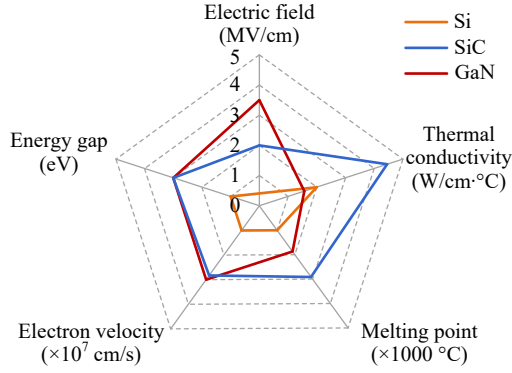 Electric field
(MV/cm)
Si
SiC
GaN
5
4
3
2
1
0
Energy gap
(eV)
Thermal
conductivity
(W/cm·°C)
Electron velocity
(×10⁷ cm/s)
Melting point
(×1000 °C)